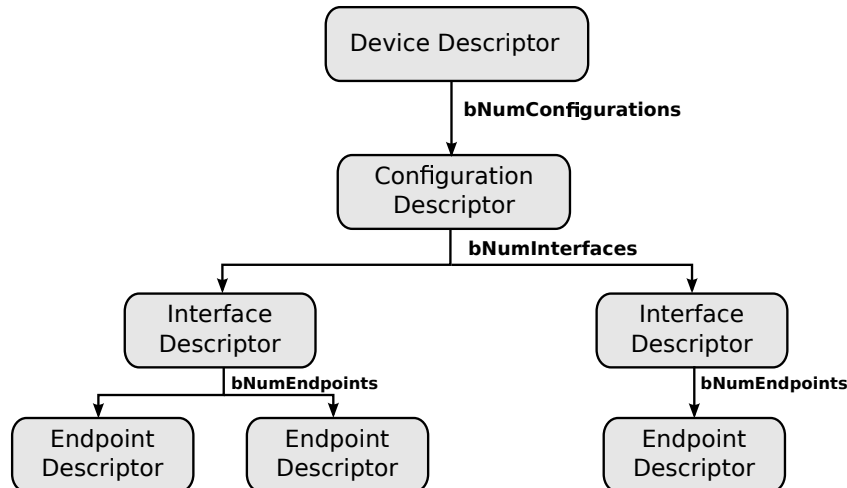 Device Descriptor
bNumConfigurations
Configuration
Descriptor
bNumInterfaces
Interface
Descriptor
Interface
Descriptor
bNumEndpoints
bNumEndpoints
Endpoint
Descriptor
Endpoint
Descriptor
Endpoint
Descriptor